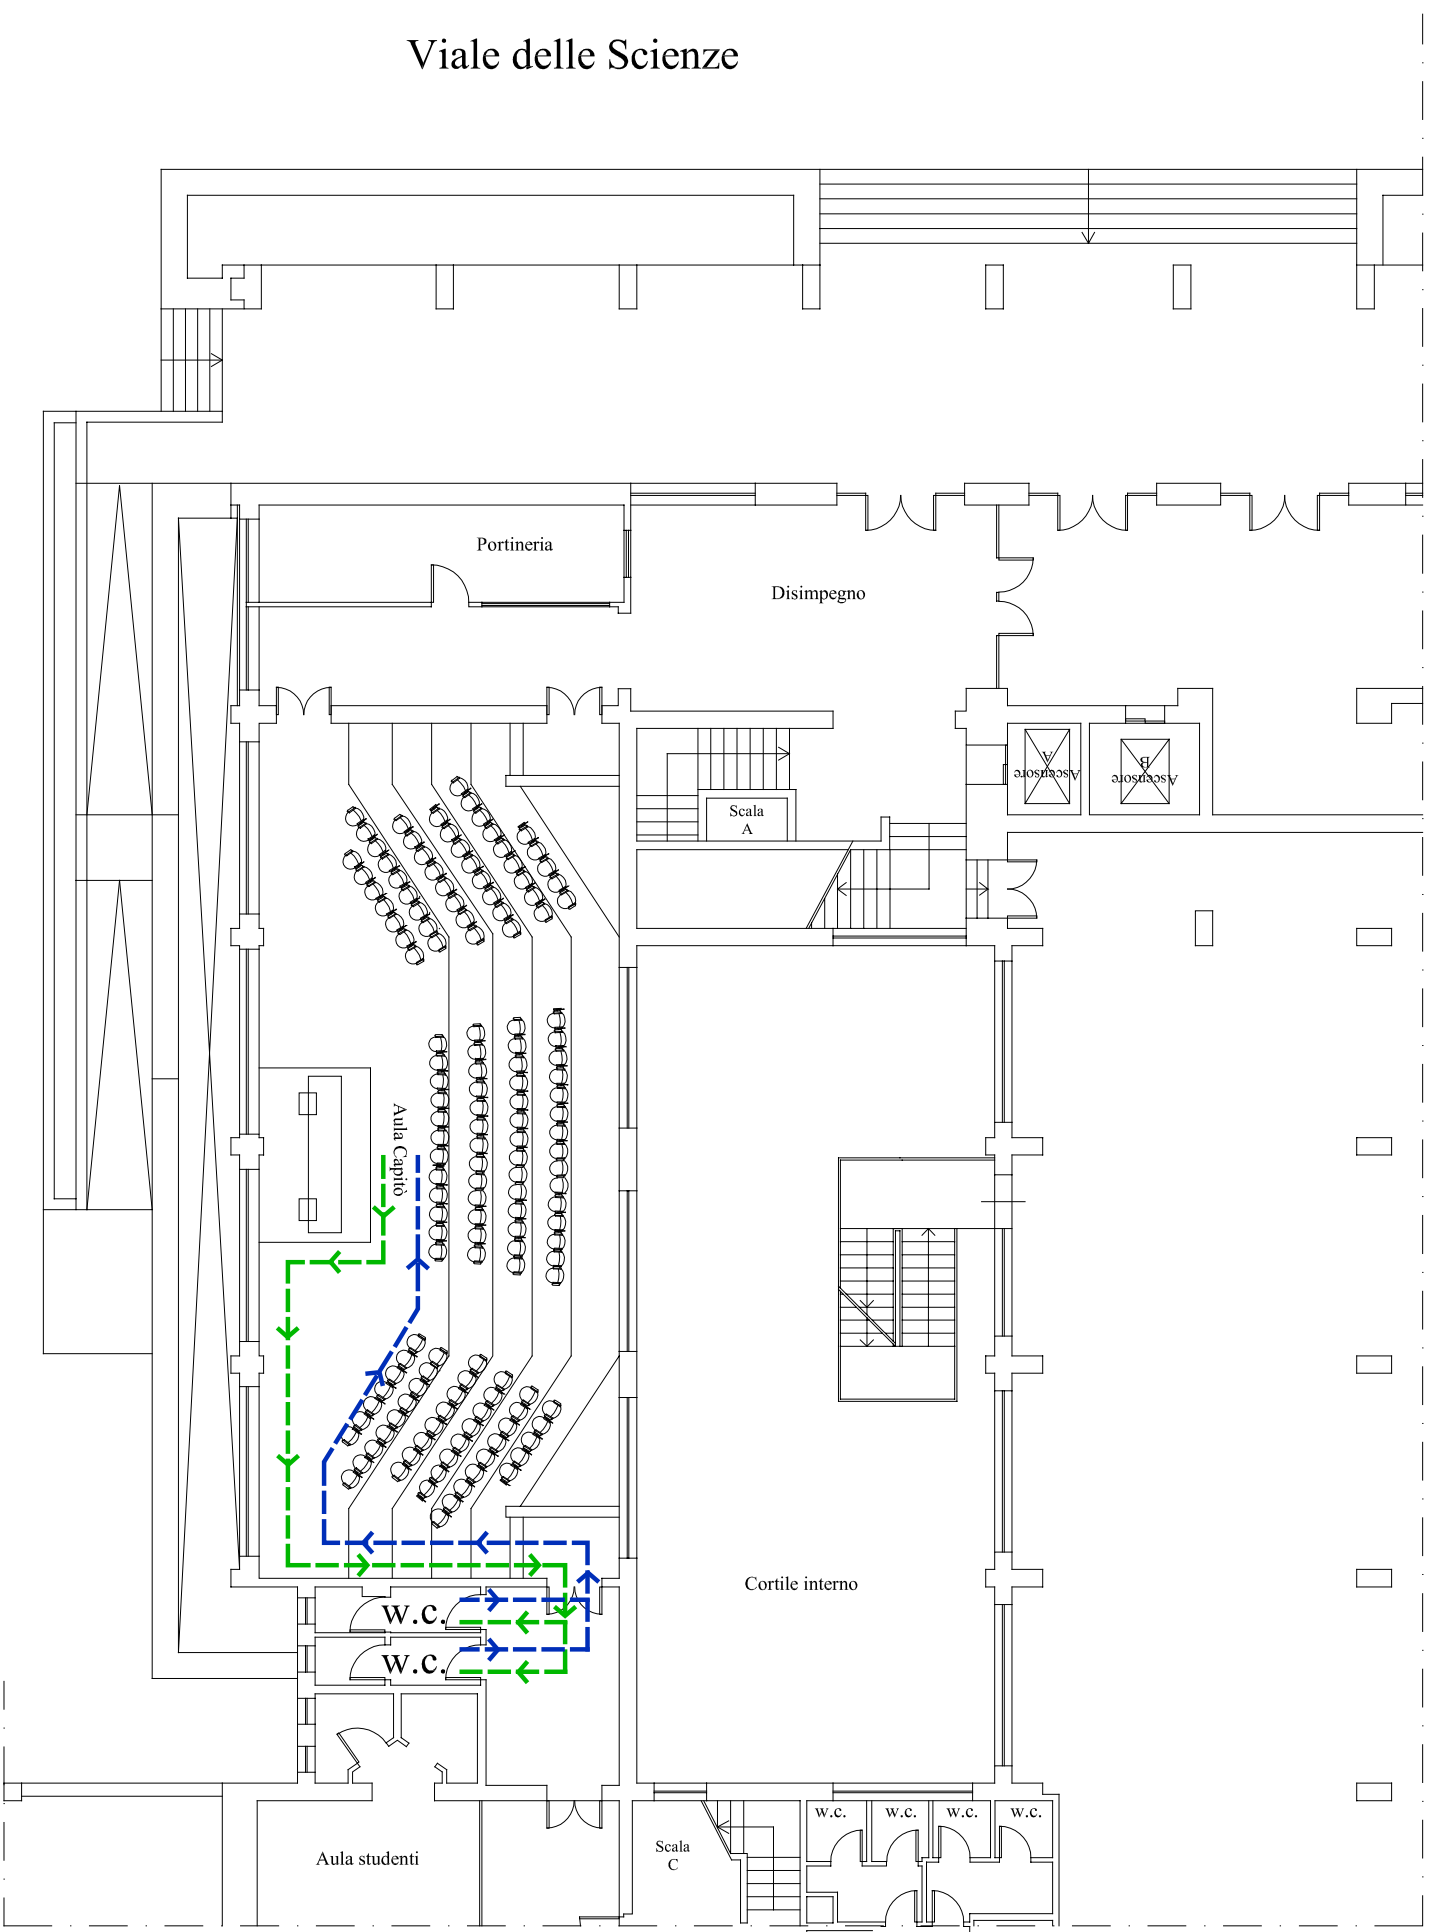 Viale delle Scienze
Portineria
Disimpegno
Ascensore
A
Ascensore
B
Scala
A
Aula Capitò
Cortile interno
w.c.
w.c.
w.c.
w.c.
w.c.
w.c.
Scala
C
Aula studenti